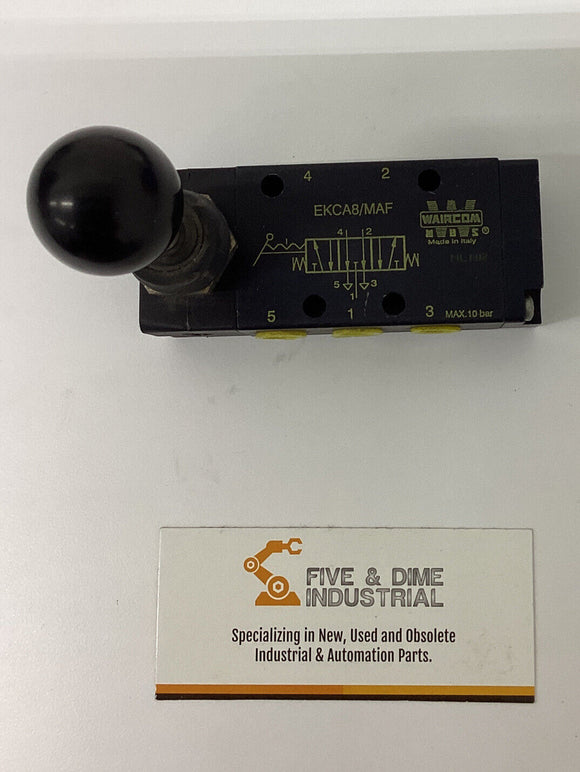 4 2
EKCA8/MAF
WAIRCOM
M B S ®
Made in Italy
4 2
5 3
1
5 1 3 MAX.10 bar
FIVE & DIME
INDUSTRIAL
Specializing in New, Used and Obsolete
Industrial & Automation Parts.